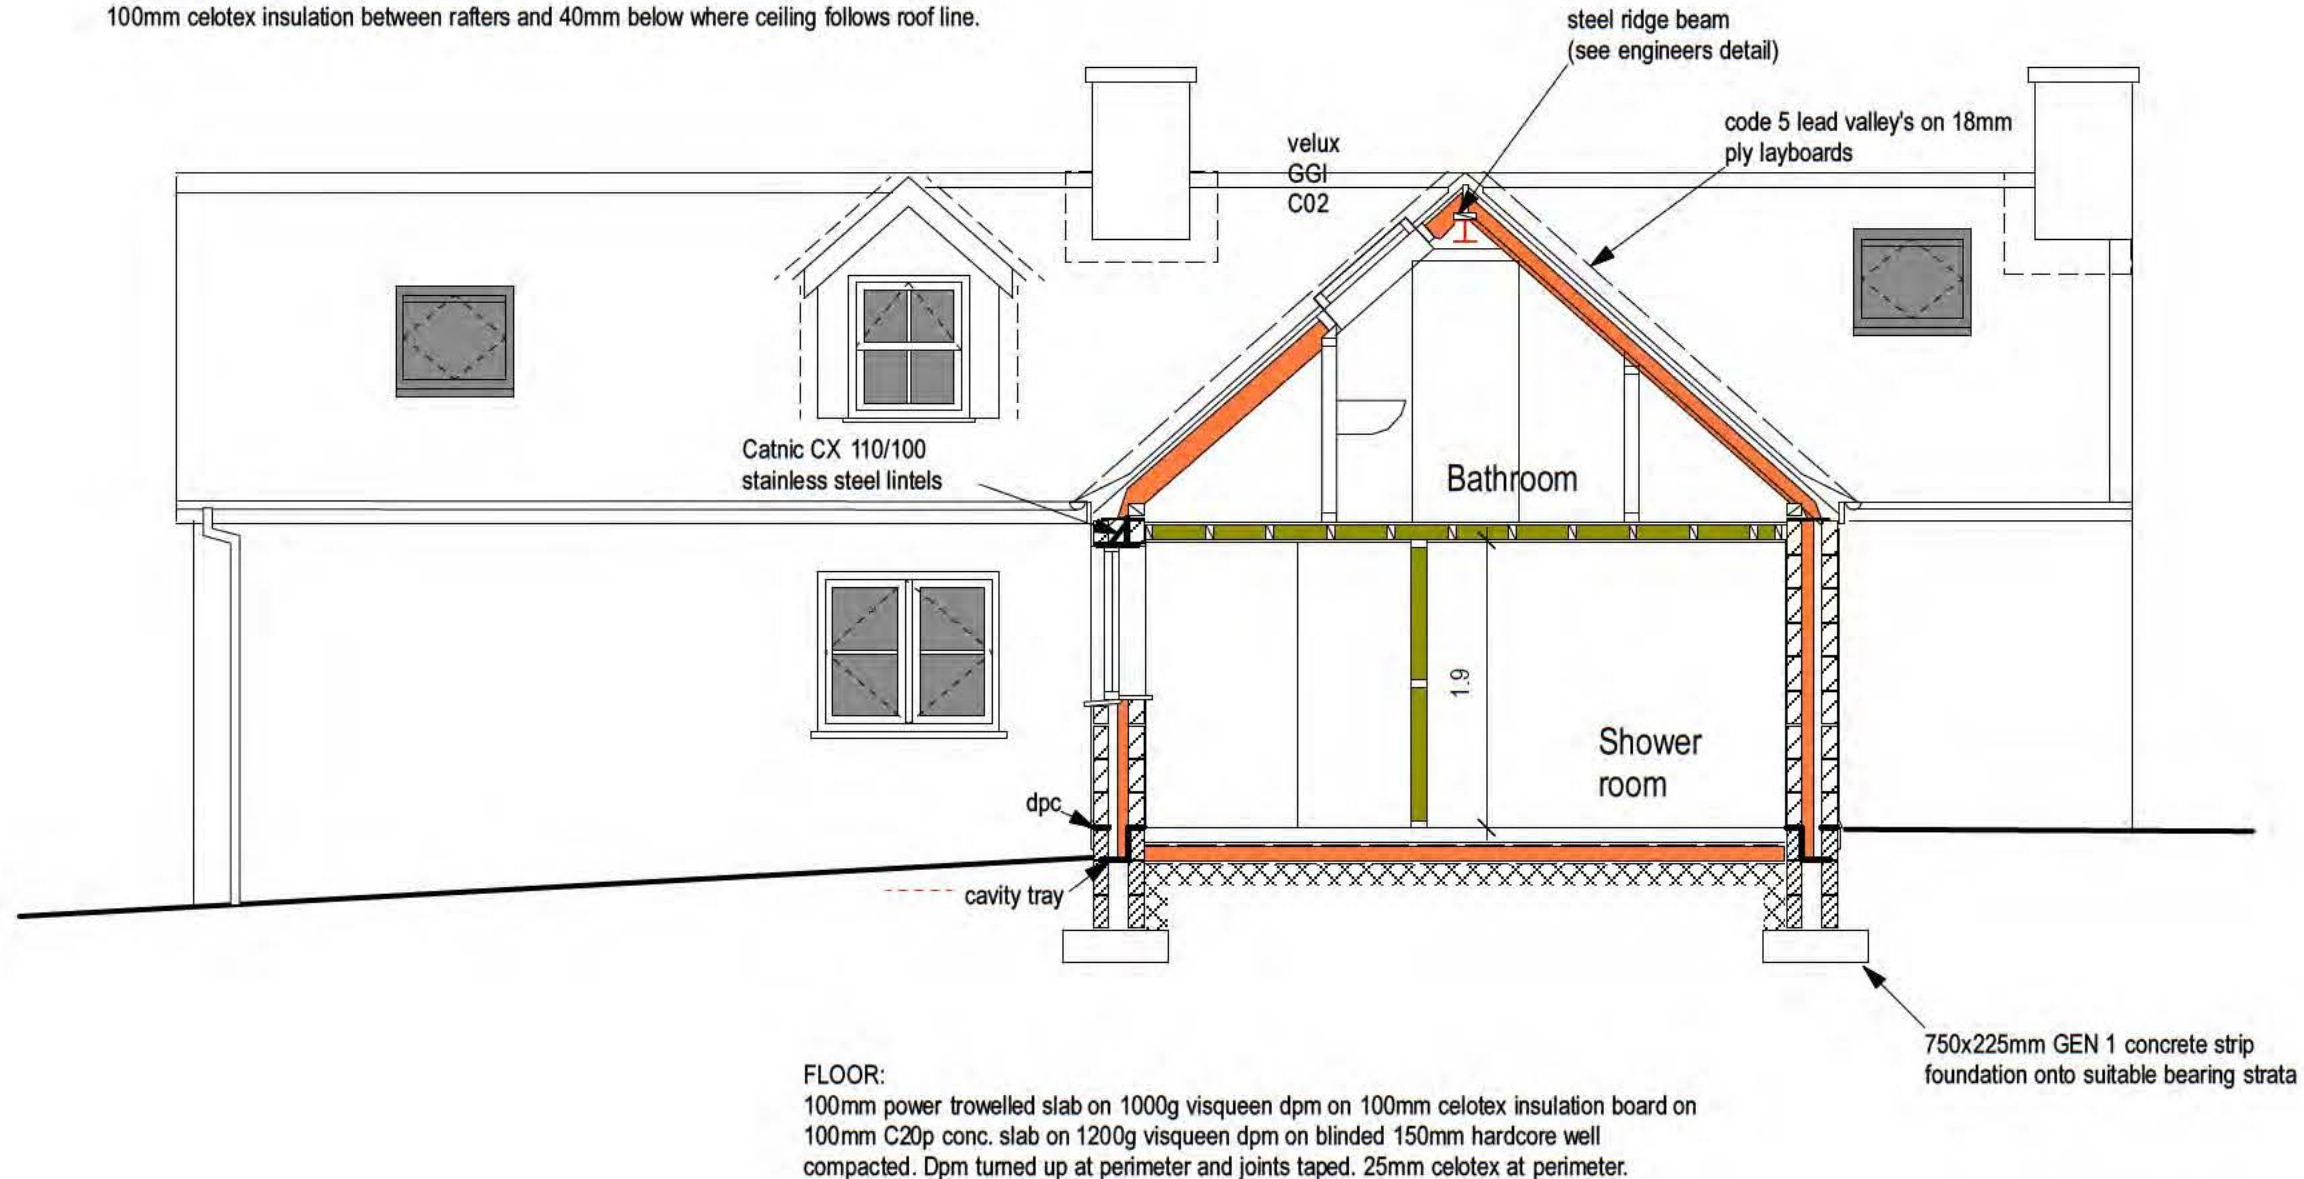 100mm celotex insulation between rafters and 40mm below where ceiling follows roof line.
steel ridge beam
(see engineers detail)
code 5 lead valley's on 18mm
ply layboards
velux
GGI
C02
Catnic CX 110/100
stainless steel lintels
Bathroom
1.9
Shower
room
dpc
cavity tray
750x225mm GEN 1 concrete strip
foundation onto suitable bearing strata
FLOOR:
100mm power trowelled slab on 1000g visqueen dpm on 100mm celotex insulation board on
100mm C20p conc. slab on 1200g visqueen dpm on blinded 150mm hardcore well
compacted. Dpm turned up at perimeter and joints taped. 25mm celotex at perimeter.